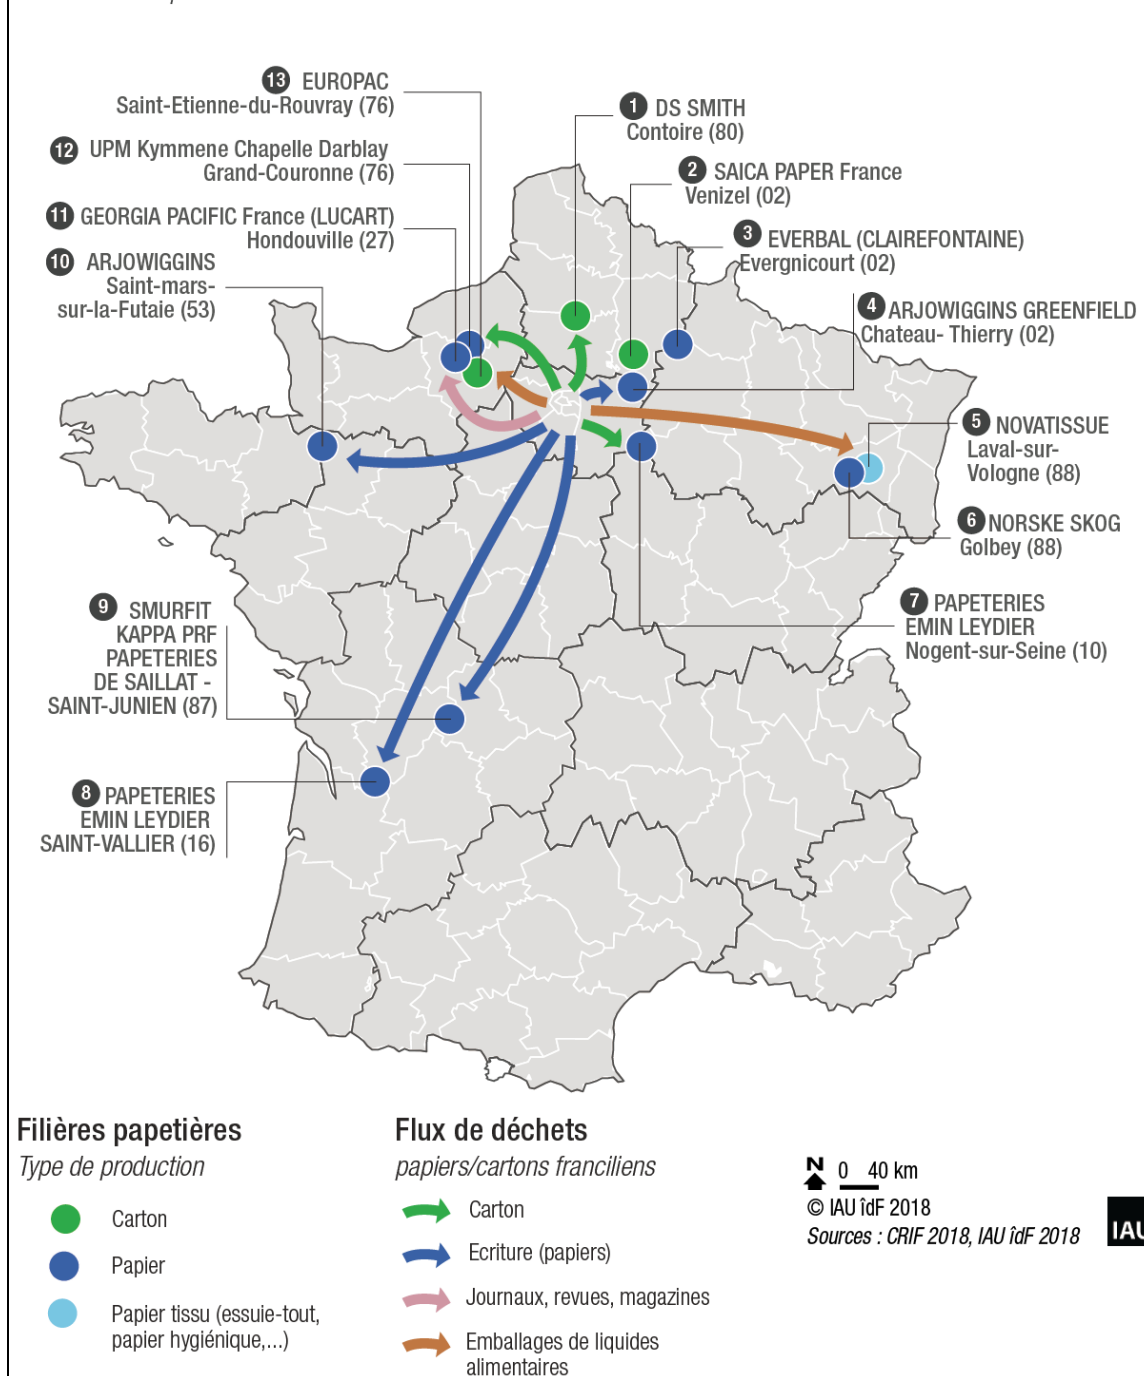 13 EUROPAC
Saint-Etienne-du-Rouvray (76)
12 UPM Kymmene Chapelle Darblay
Grand-Couronne (76)
11 GEORGIA PACIFIC France (LUCART)
Hondouville (27)
10 ARJOWIGGINS
Saint-mars-
sur-la-Futaie (53)
1 DS SMITH
Contoire (80)
2 SAICA PAPER France
Venizel (02)
3 EVERBAL (CLAIREFONTAINE)
Evergnicourt (02)
4 ARJOWIGGINS GREENFIELD
Chateau- Thierry (02)
5 NOVATISSUE
Laval-sur-
Vologne (88)
6 NORSKE SKOG
Golbey (88)
7 PAPETERIES
EMIN LEYDIER
Nogent-sur-Seine (10)
9 SMURFIT
KAPPA PRF
PAPETERIES
DE SAILLAT -
SAINT-JUNIEN (87)
8 PAPETERIES
EMIN LEYDIER
SAINT-VALLIER (16)
Filières papetières
Type de production
Carton
Papier
Papier tissu (essuie-tout,
papier hygiénique,...)
Flux de déchets
papiers/cartons franciliens
Carton
Ecriture (papiers)
Journaux, revues, magazines
Emballages de liquides
alimentaires
N 0 40 km
© IAU îdF 2018
Sources : CRIF 2018, IAU îdF 2018
IAU